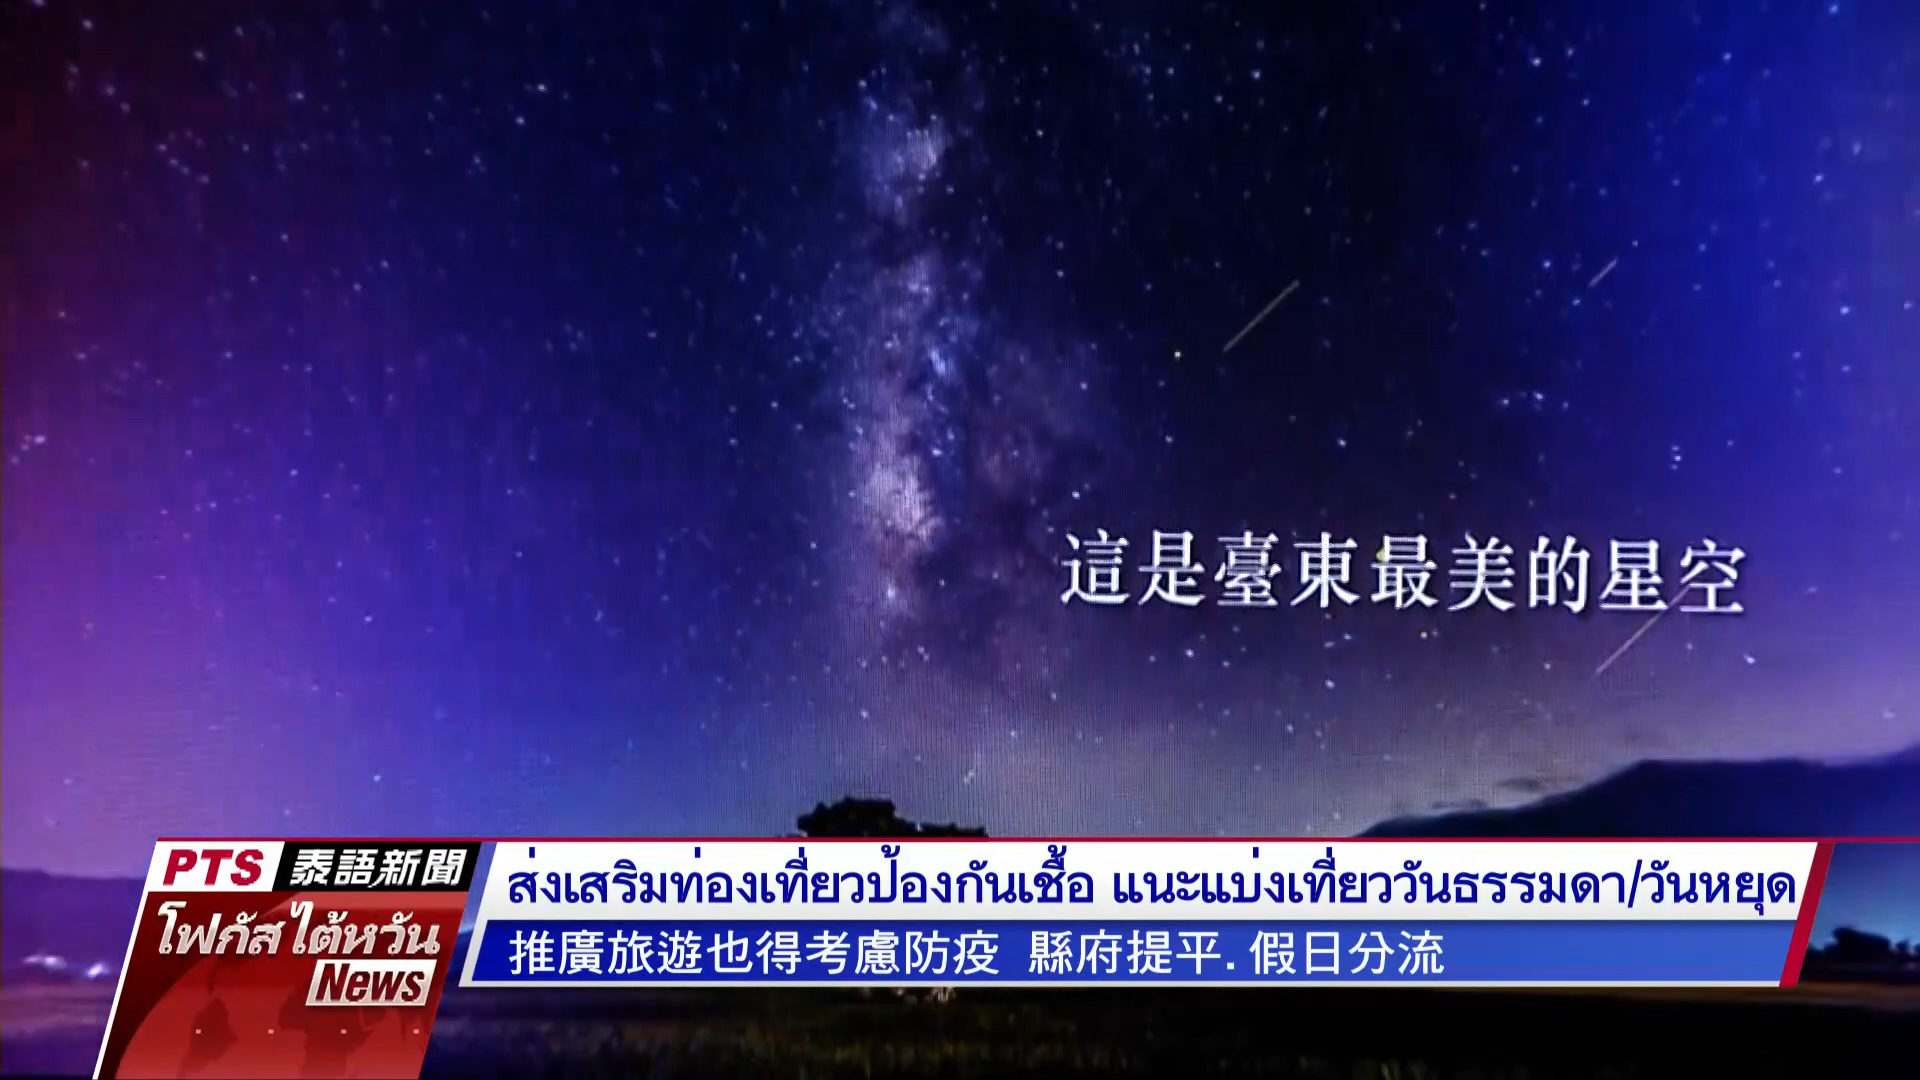 這是臺東最美的星空
PTS 泰語新聞
โฟกัสไต้หวัน
News
ส่งเสริมท่องเที่ยวป้องกันเชื้อ แนะแบ่งเที่ยววันธรรมดา/วันหยุด
推廣旅遊也得考慮防疫 縣府提平.假日分流